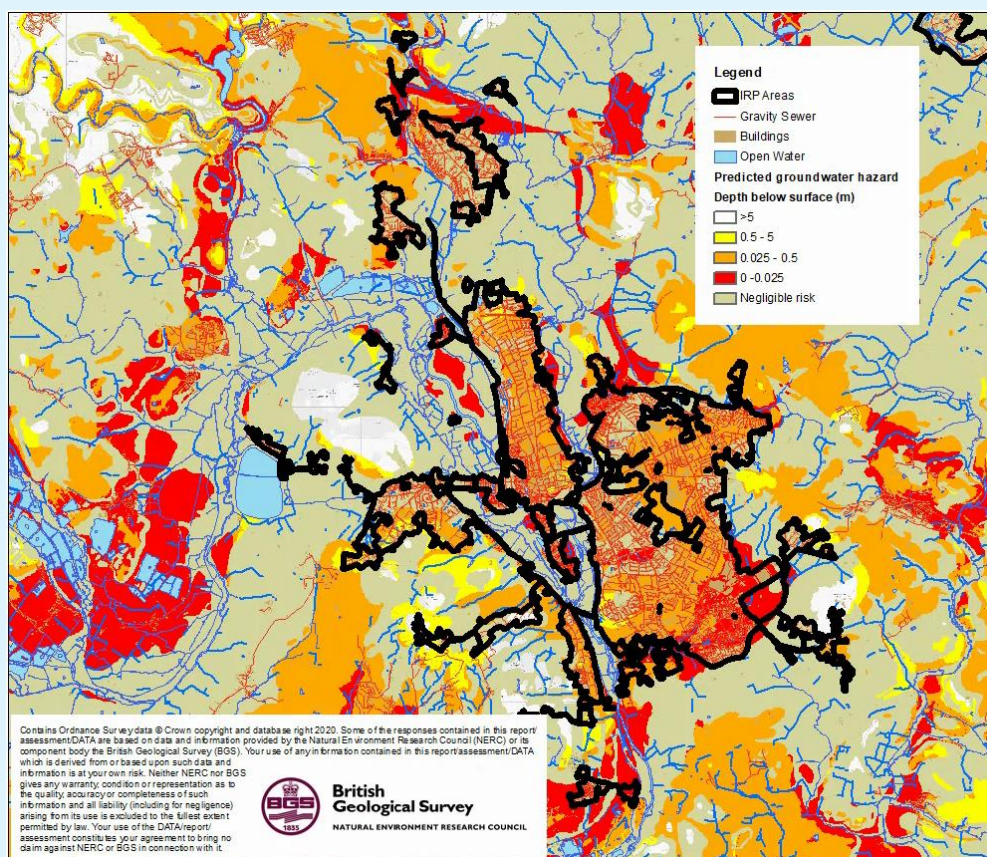 Legend
IRP Areas
Gravity Sewer
Buildings
Open Water
Predicted groundwater hazard
Depth below surface (m)
>5
0.5 - 5
0.025 - 0.5
0 -0.025
Negligible risk
Contains Ordnance Survey data © Crown copyright and database right 2020. Some of the responses contained in this report/
assessment/DATA are based on data and information provided by the Natural Environment Research Council (NERC) or its
component body the British Geological Survey (BGS). Your use of any information contained in this report/assessment/DATA
which is derived from or based upon such data and
information is at your own risk. Neither NERC nor BGS
gives any warranty, condition or representation as to
the quality, accuracy or completeness of such
information and all liability (including for negligence)
arising from its use is excluded to the fullest extent
permitted by law. Your use of the DATA/report/
assessment constitutes your agreement to bring no
claim against NERC or BGS in connection with it.
BGS
1835
British
Geological Survey
NATURAL ENVIRONMENT RESEARCH COUNCIL